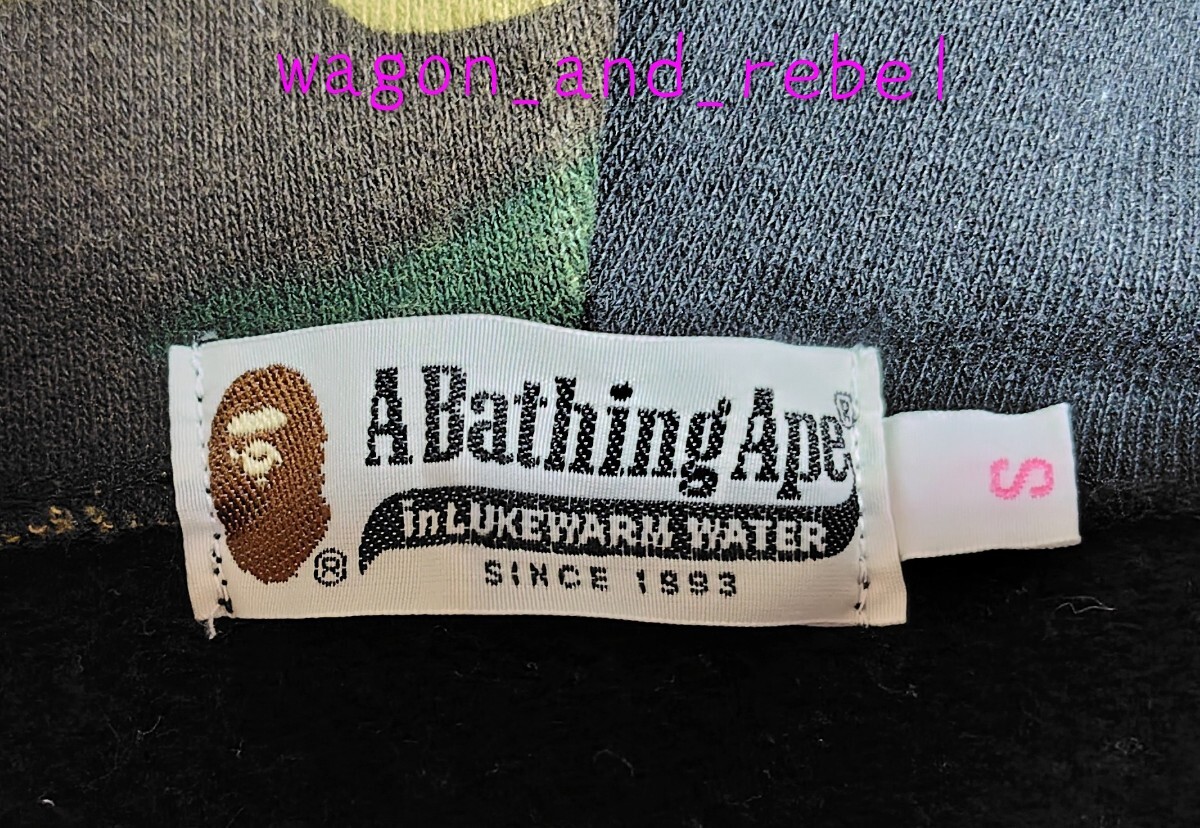 wagon_and_rebel
A Bathing Ape®
in LUKEWARM WATER
®
SINCE 1993
S